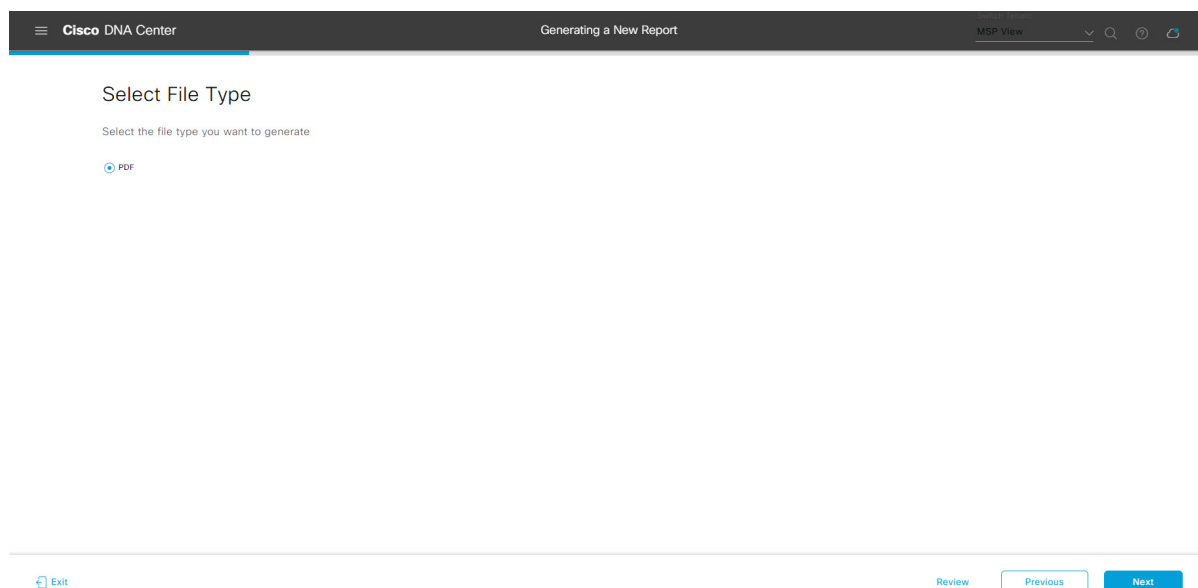 Cisco DNA Center
Generating a New Report
MSP View
Select File Type
Select the file type you want to generate
PDF
Exit
Review
Previous
Next